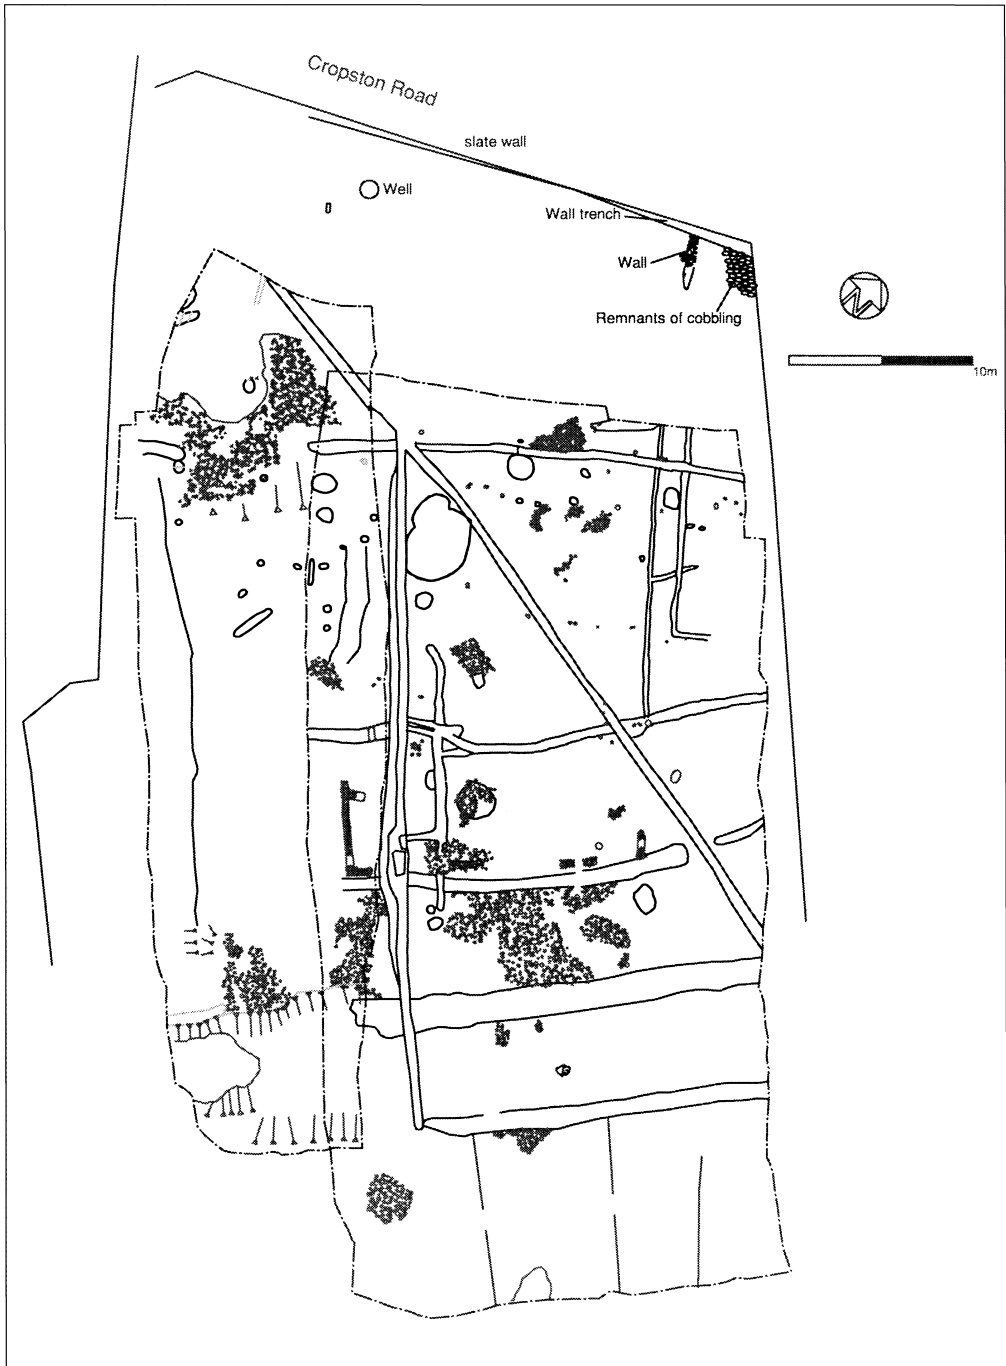 Cropston Road
slate wall
Well
Wall trench
Wall
Remnants of cobbling
10m